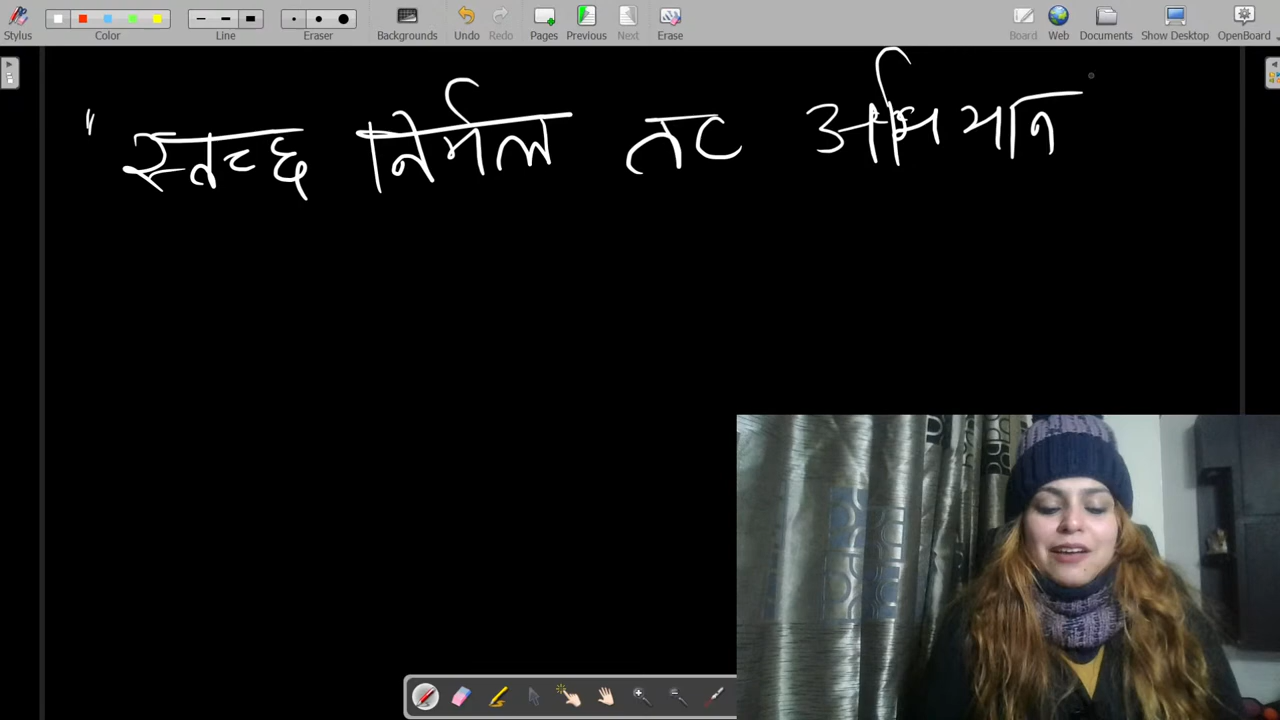 Stylus Color Line Eraser Backgrounds Undo Redo Pages Previous Next Erase Board Web Documents Show Desktop OpenBoard
"स्वच्छ निर्मल तट अभियान